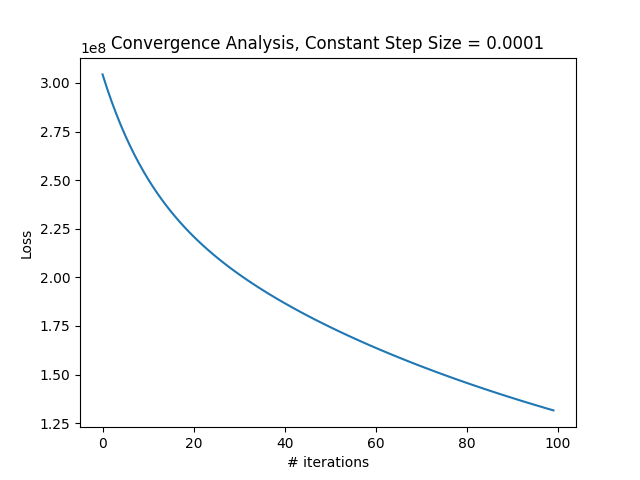 Convergence Analysis, Constant Step Size = 0.0001
1e8
3.00
2.75
2.50
2.25
2.00
1.75
1.50
1.25
Loss
0 20 40 60 80 100
# iterations